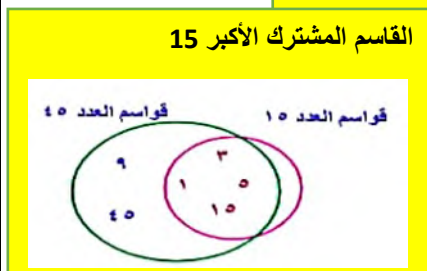 القاسم المشترك الأكبر 15
قواسم العدد ١٥
قواسم العدد ٤٥
٣
٩
٥
١
١٥
٤٥